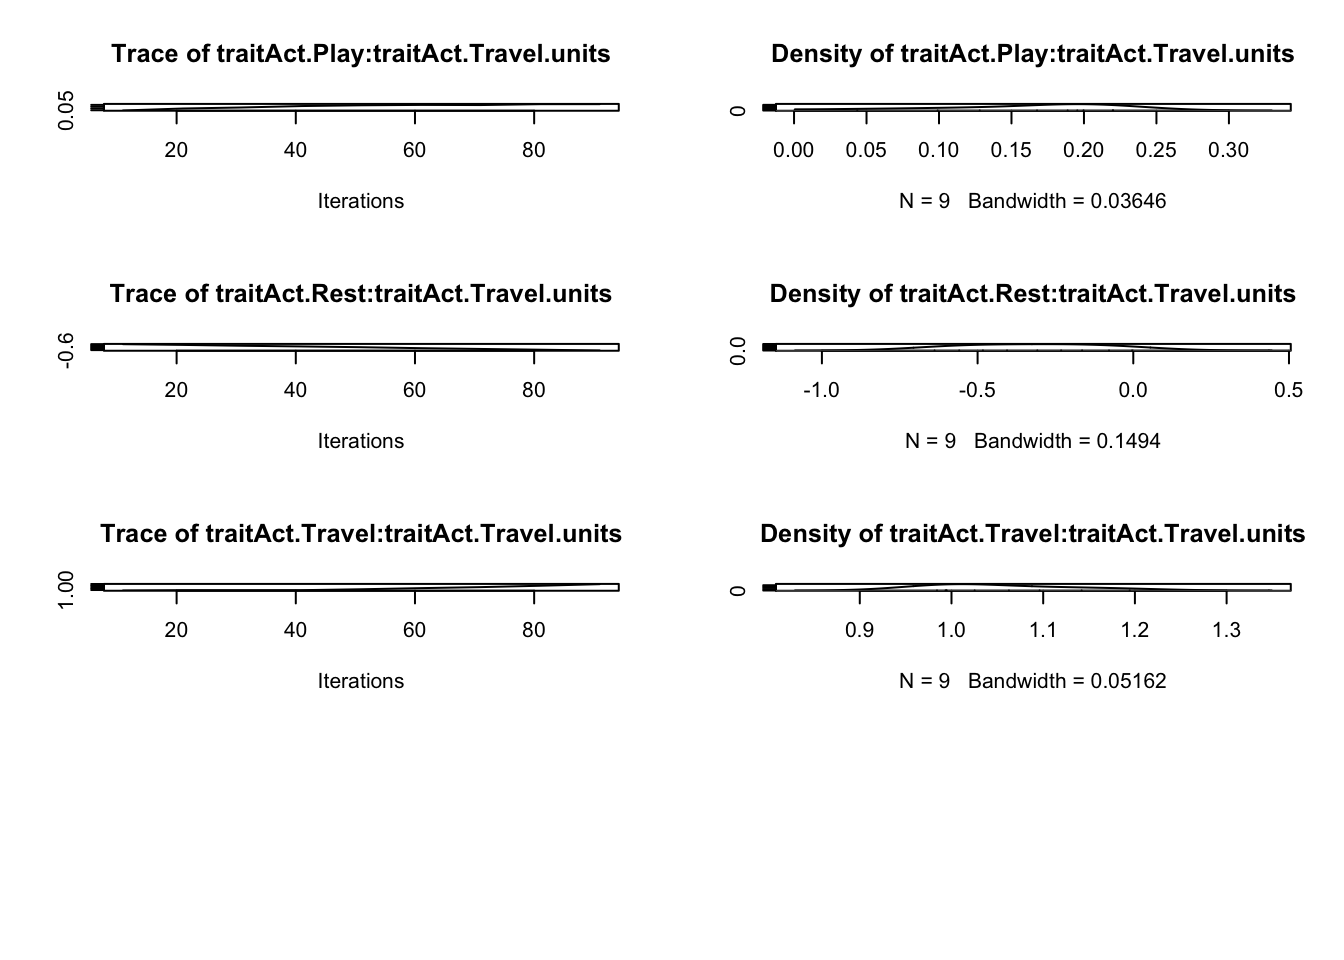 Trace of traitAct.Play:traitAct.Travel.units
0.05
20 40 60 80
Iterations
Density of traitAct.Play:traitAct.Travel.units
0
0.00 0.05 0.10 0.15 0.20 0.25 0.30
N = 9 Bandwidth = 0.03646
Trace of traitAct.Rest:traitAct.Travel.units
-0.6
20 40 60 80
Iterations
Density of traitAct.Rest:traitAct.Travel.units
0.0
-1.0 -0.5 0.0 0.5
N = 9 Bandwidth = 0.1494
Trace of traitAct.Travel:traitAct.Travel.units
1.00
20 40 60 80
Iterations
Density of traitAct.Travel:traitAct.Travel.units
0
0.9 1.0 1.1 1.2 1.3
N = 9 Bandwidth = 0.05162